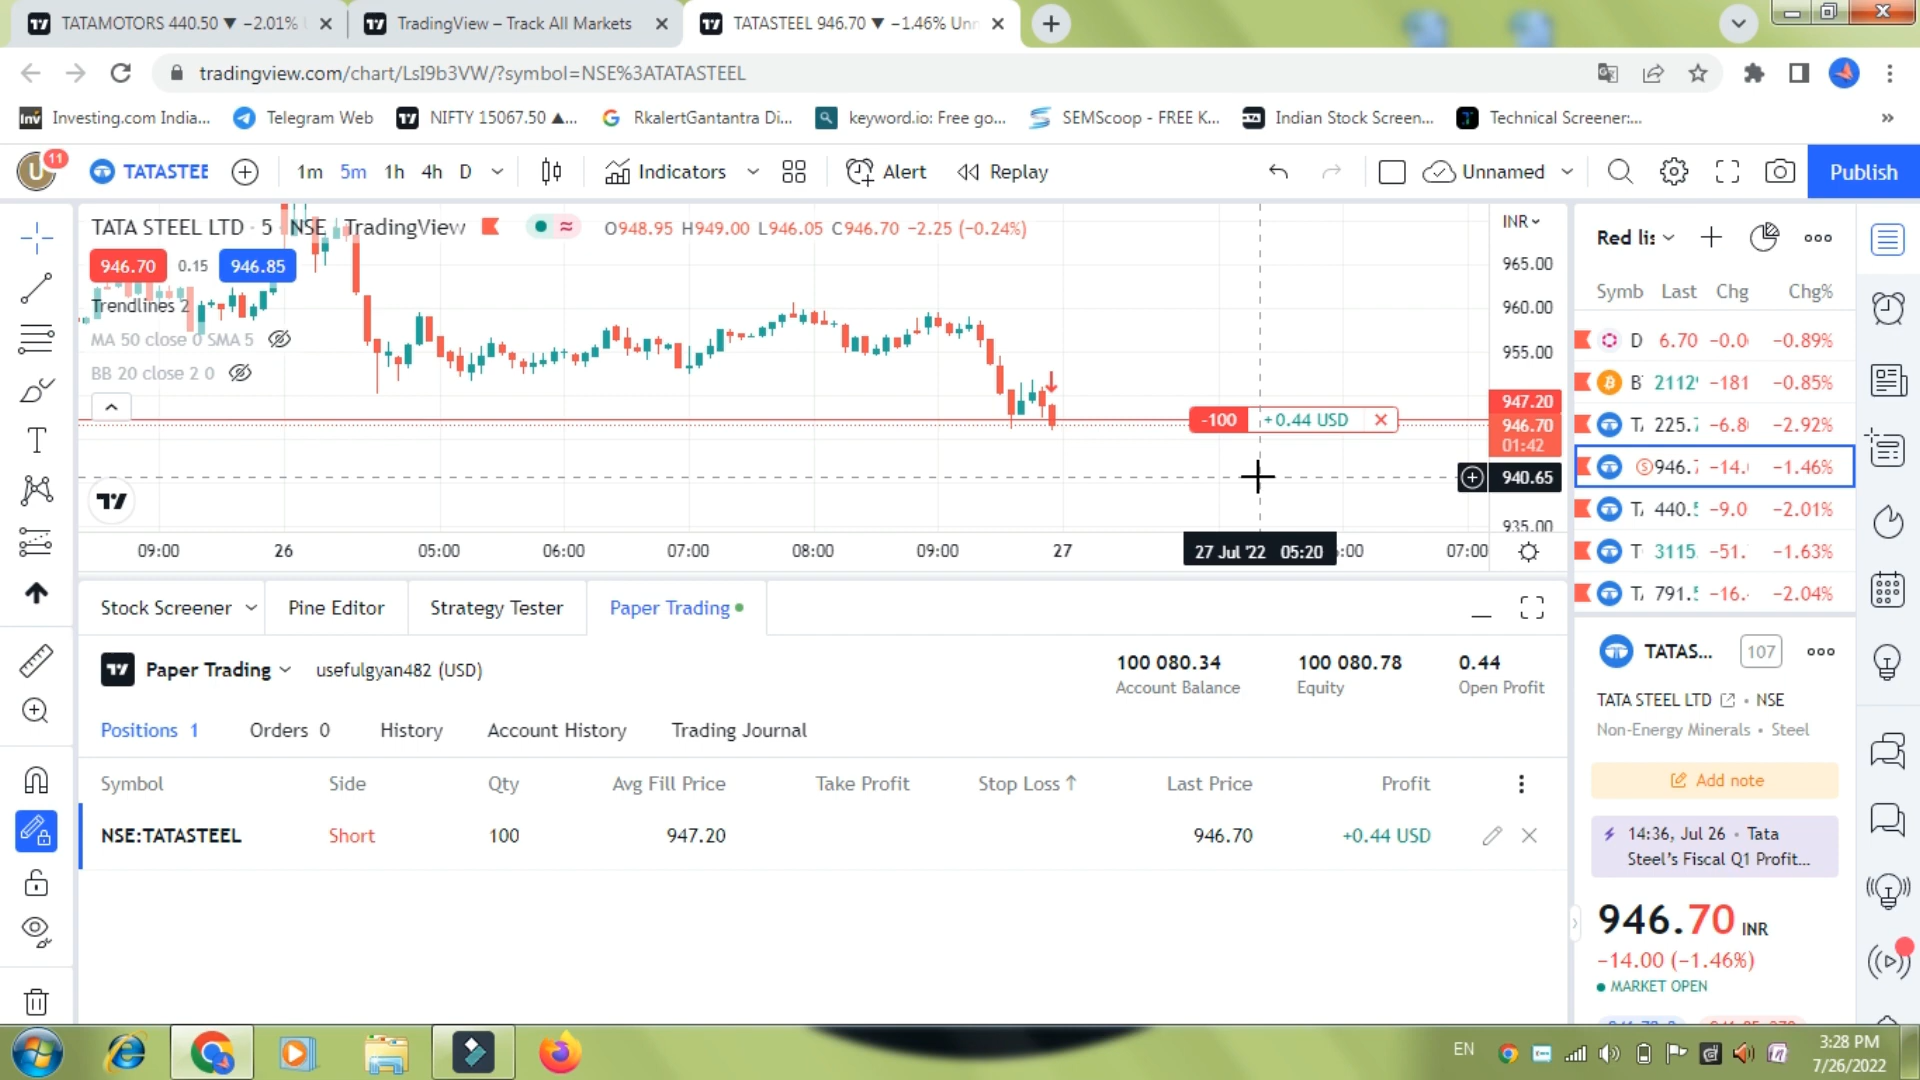 TATAMOTORS 440.50 ▼ −2.01%
TradingView – Track All Markets
TATASTEEL 946.70 ▼ −1.46% Unn
tradingview.com/chart/LsI9b3VW/?symbol=NSE%3ATATASTEEL
Investing.com India...
Telegram Web
NIFTY 15067.50 ▲...
RkalertGantantra Di...
keyword.io: Free go...
SEMScoop - FREE K...
Indian Stock Screen...
Technical Screener:...
»
U 11
TATASTEE
1m 5m 1h 4h D
Indicators
Alert
Replay
Unnamed
Publish
TATA STEEL LTD · 5 · NSE TradingView
O948.95 H949.00 L946.05 C946.70 −2.25 (−0.24%)
946.70 0.15 946.85
Trendlines 2
MA 50 close 0 SMA 5
BB 20 close 2 0
INR
965.00
960.00
955.00
947.20
946.70
01:42
940.65
935.00
-100 +0.44 USD
09:00 26 05:00 06:00 07:00 08:00 09:00 27 27 Jul '22 05:20 :00 07:00
Red lis
Symb Last Chg Chg%
D 6.70 −0.0 −0.89%
B 2112 −181 −0.85%
T 225.7 −6.8 −2.92%
S 946.7 −14. −1.46%
T 440.5 −9.0 −2.01%
T 3115. −51. −1.63%
T 791.5 −16. −2.04%
Stock Screener
Pine Editor
Strategy Tester
Paper Trading
Paper Trading
usefulgyan482 (USD)
100 080.34
Account Balance
100 080.78
Equity
0.44
Open Profit
Positions 1
Orders 0
History
Account History
Trading Journal
Symbol Side Qty Avg Fill Price Take Profit Stop Loss ↑ Last Price Profit
NSE:TATASTEEL Short 100 947.20 946.70 +0.44 USD
TATAS... 107
TATA STEEL LTD • NSE
Non-Energy Minerals • Steel
Add note
14:36, Jul 26 • Tata
Steel's Fiscal Q1 Profit...
946.70 INR
−14.00 (−1.46%)
MARKET OPEN
EN
3:28 PM
7/26/2022